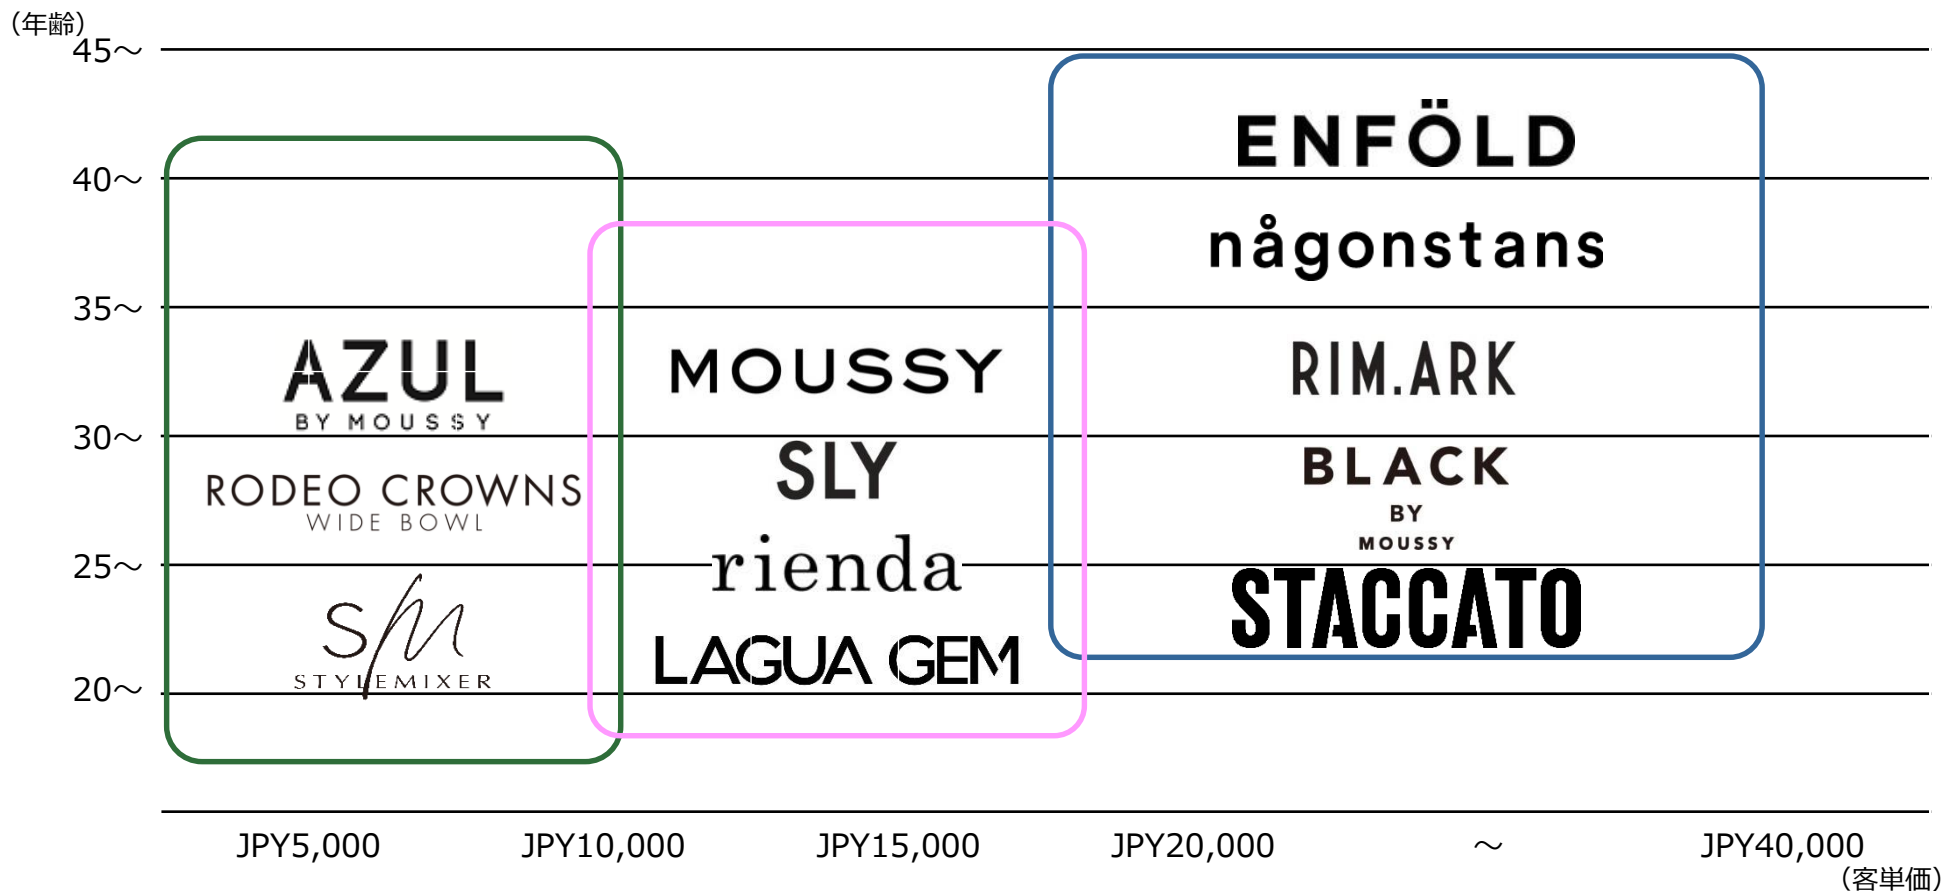 （年齢）
45～
ENFÖLD
40～
någonstans
35～
AZUL
BY MOUSSY
MOUSSY
RIM.ARK
30～
SLY
BLACK
BY
MOUSSY
RODEO CROWNS
WIDE BOWL
rienda
25～
STACCATO
SM
STYLEMIXER
LAGUA GEM
20～
JPY5,000 JPY10,000 JPY15,000 JPY20,000 ～ JPY40,000
（客単価）